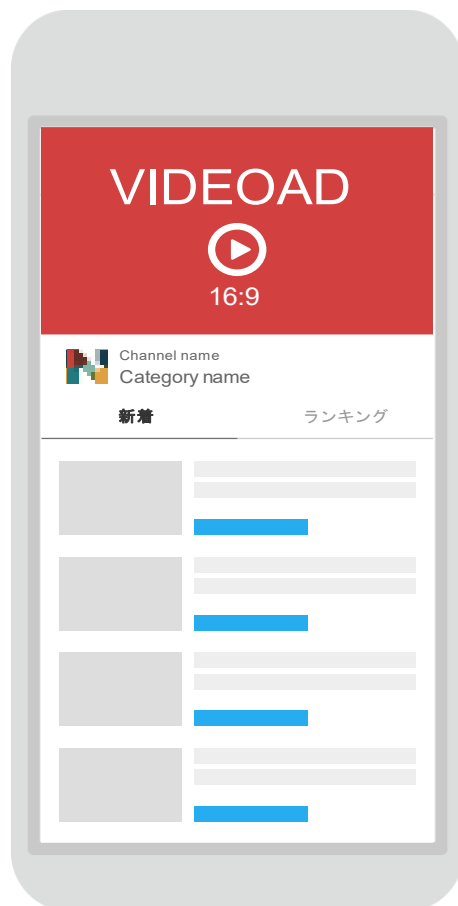 VIDEOAD
16:9
Channel name
Category name
新着
ランキング